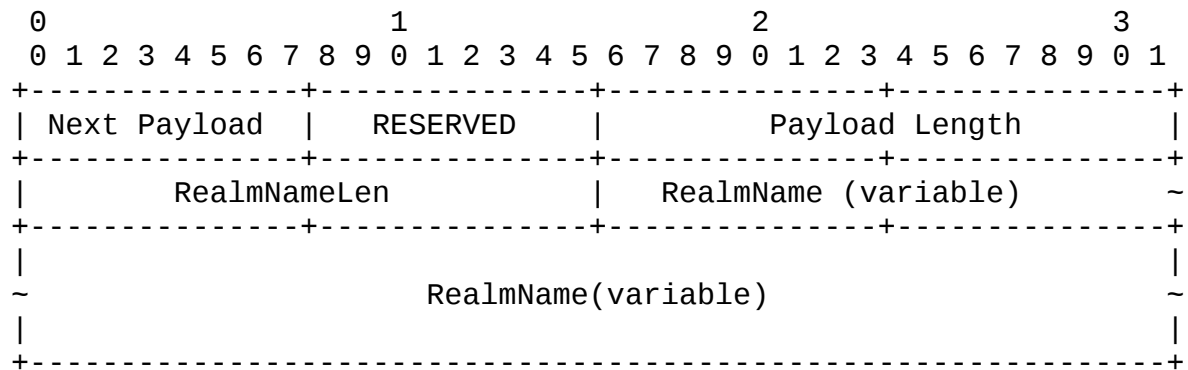 0                   1                   2                   3
0 1 2 3 4 5 6 7 8 9 0 1 2 3 4 5 6 7 8 9 0 1 2 3 4 5 6 7 8 9 0 1
+---------------+---------------+---------------+---------------+
| Next Payload  |   RESERVED    |         Payload Length        |
+---------------+---------------+---------------+---------------+
|        RealmNameLen           |   RealmName (variable)        ~
+---------------+---------------+---------------+---------------+
|                                                               |
~                      RealmName(variable)                      ~
|                                                               |
+---------------------------------------------------------------+